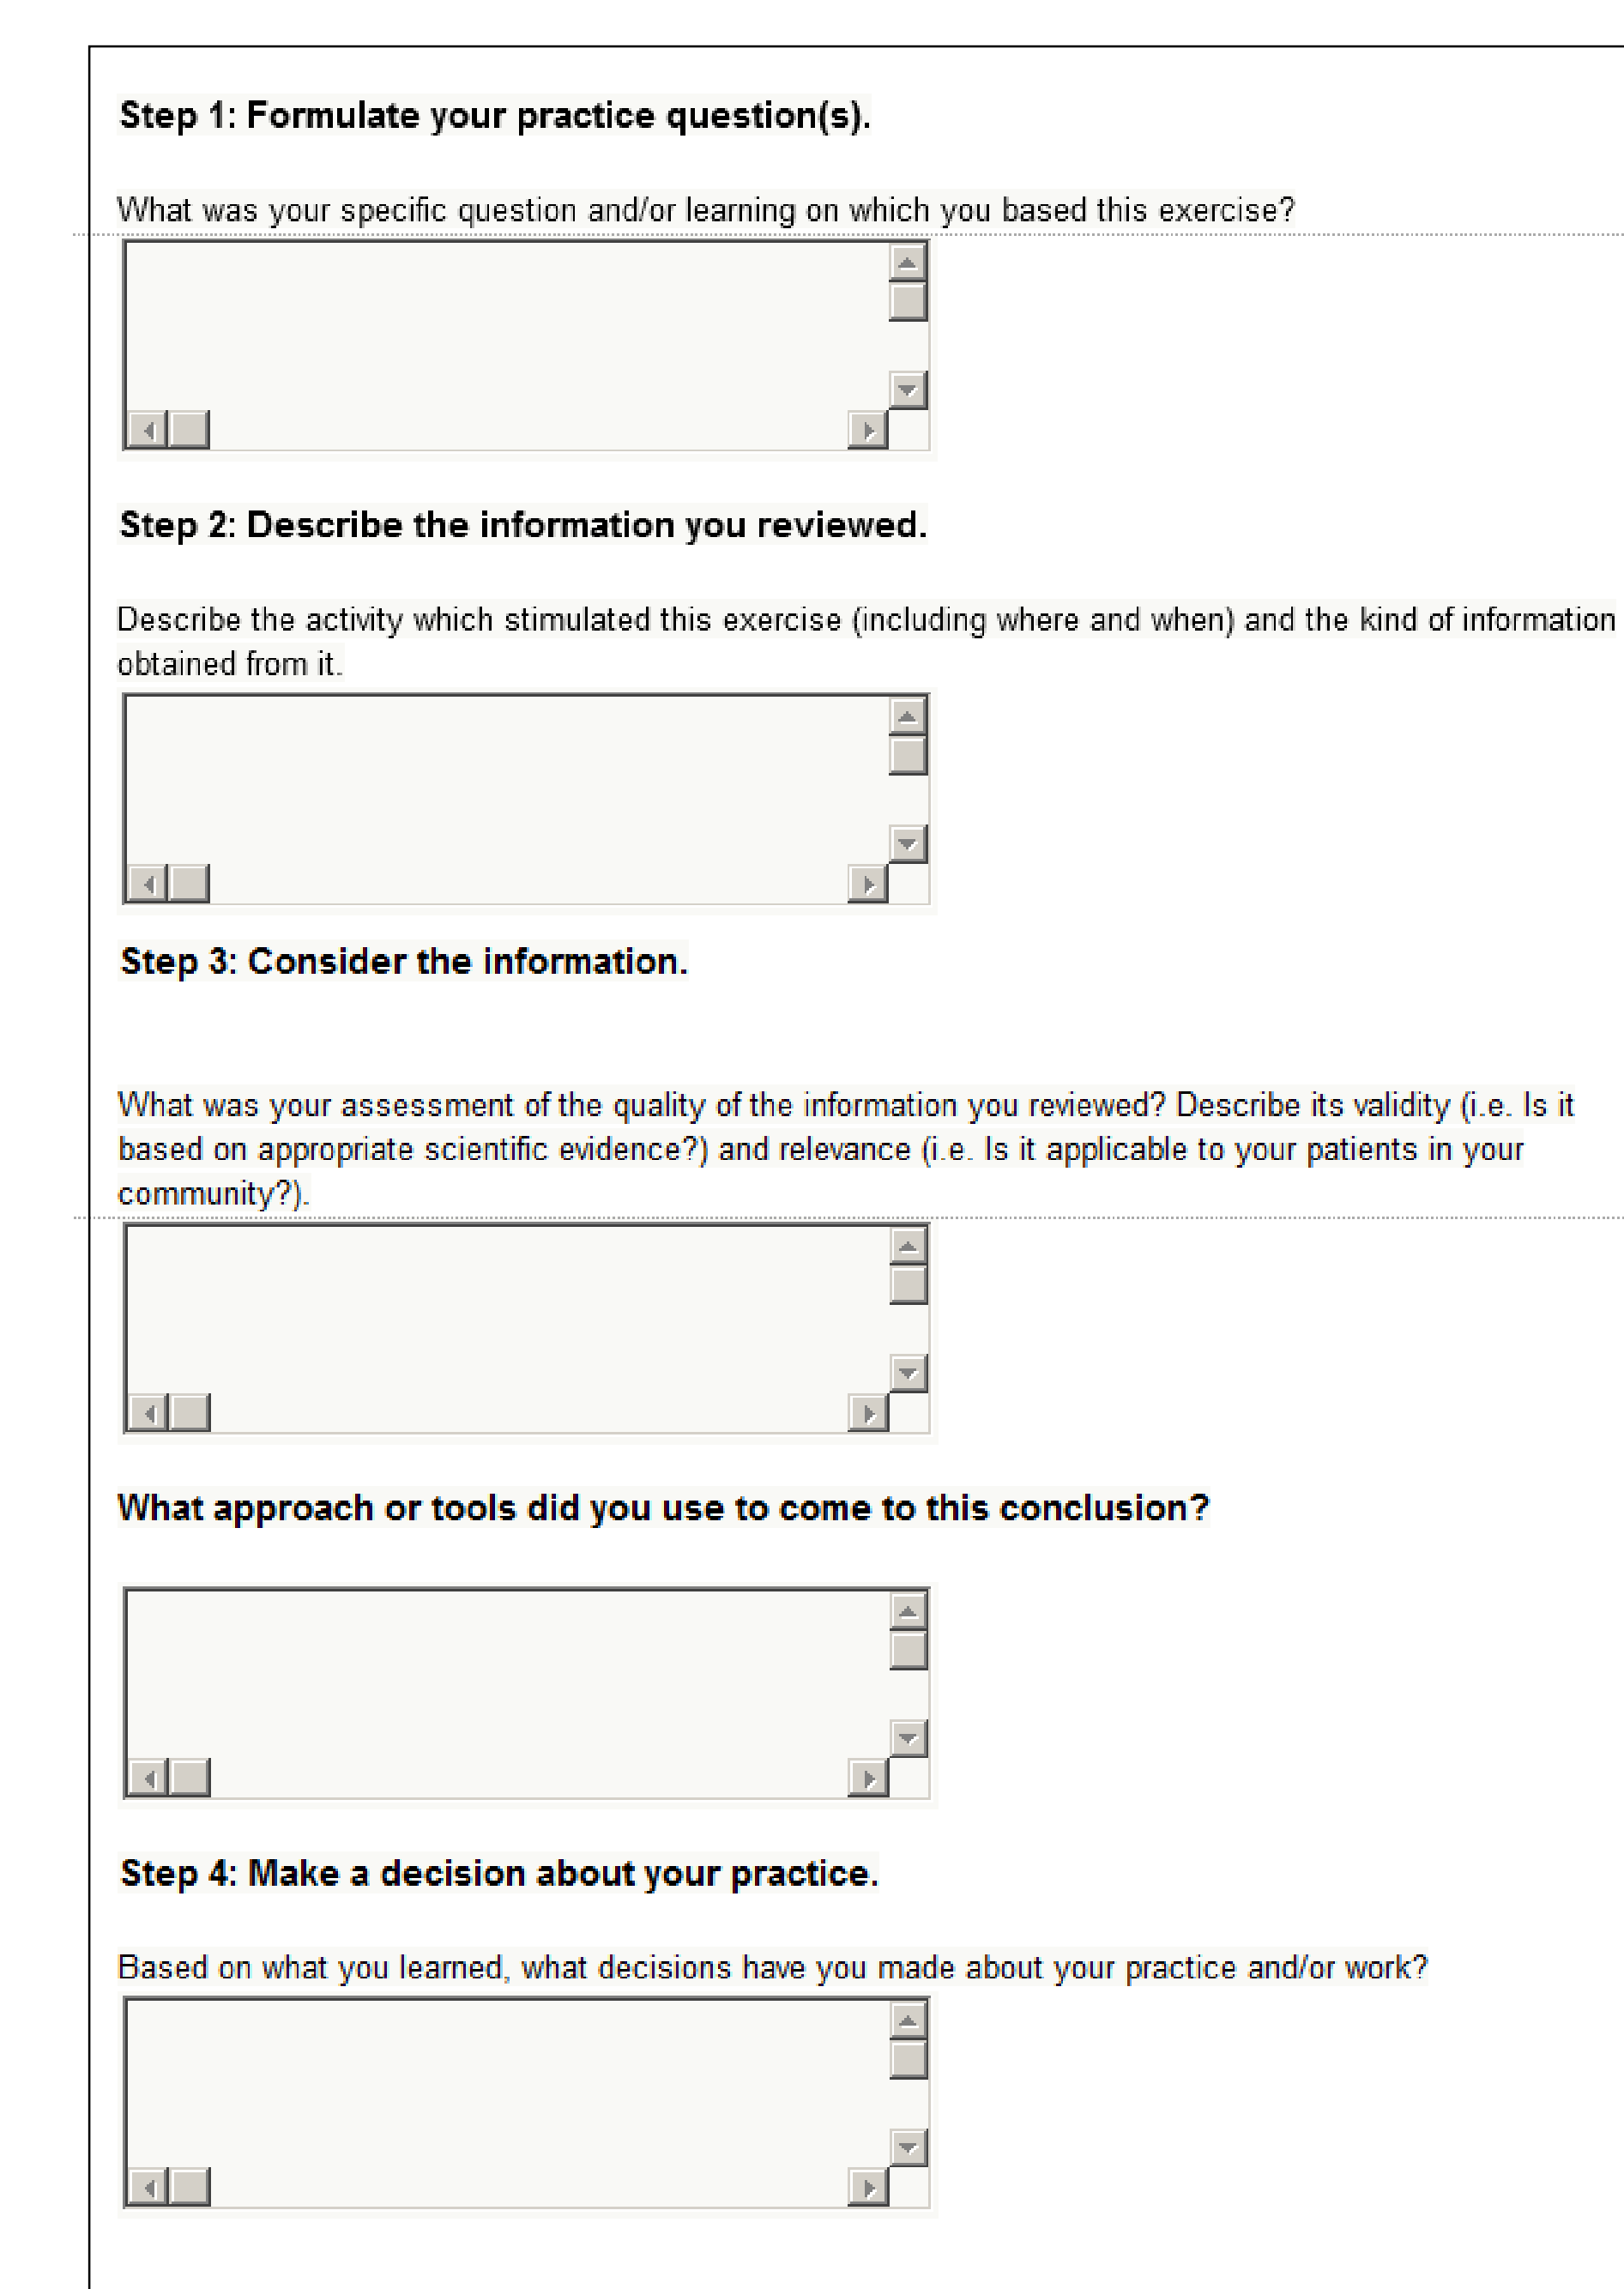 Step 1: Formulate your practice question(s).
What was your specific question and/or learning on which you based this exercise?
Step 2: Describe the information you reviewed.
Describe the activity which stimulated this exercise (including where and when) and the kind of information
obtained from it.
Step 3: Consider the information.
What was your assessment of the quality of the information you reviewed? Describe its validity (i.e. Is it
based on appropriate scientific evidence?) and relevance (i.e. Is it applicable to your patients in your
community?).
What approach or tools did you use to come to this conclusion?
Step 4: Make a decision about your practice.
Based on what you learned, what decisions have you made about your practice and/or work?